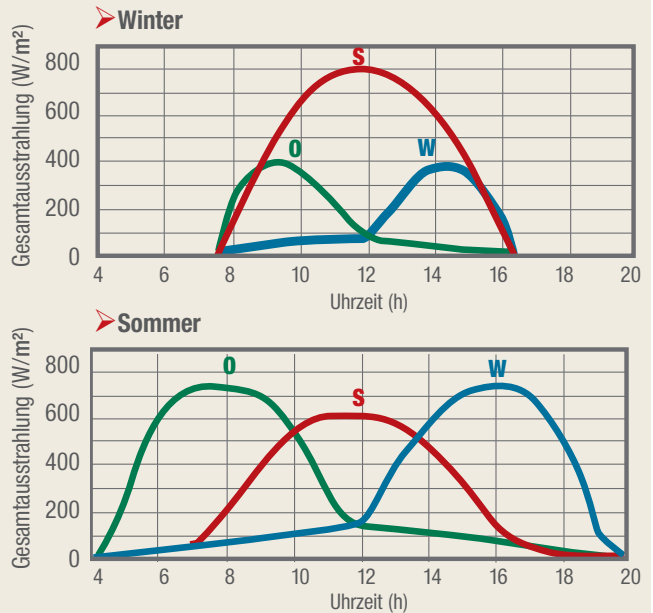 ➤Winter
Gesamtausstrahlung (W/m²)
800
600
400
200
0
S
O
W
4 6 8 10 12 14 16 18 20
Uhrzeit (h)
➤Sommer
Gesamtausstrahlung (W/m²)
800
600
400
200
0
O
S
W
4 6 8 10 12 14 16 18 20
Uhrzeit (h)